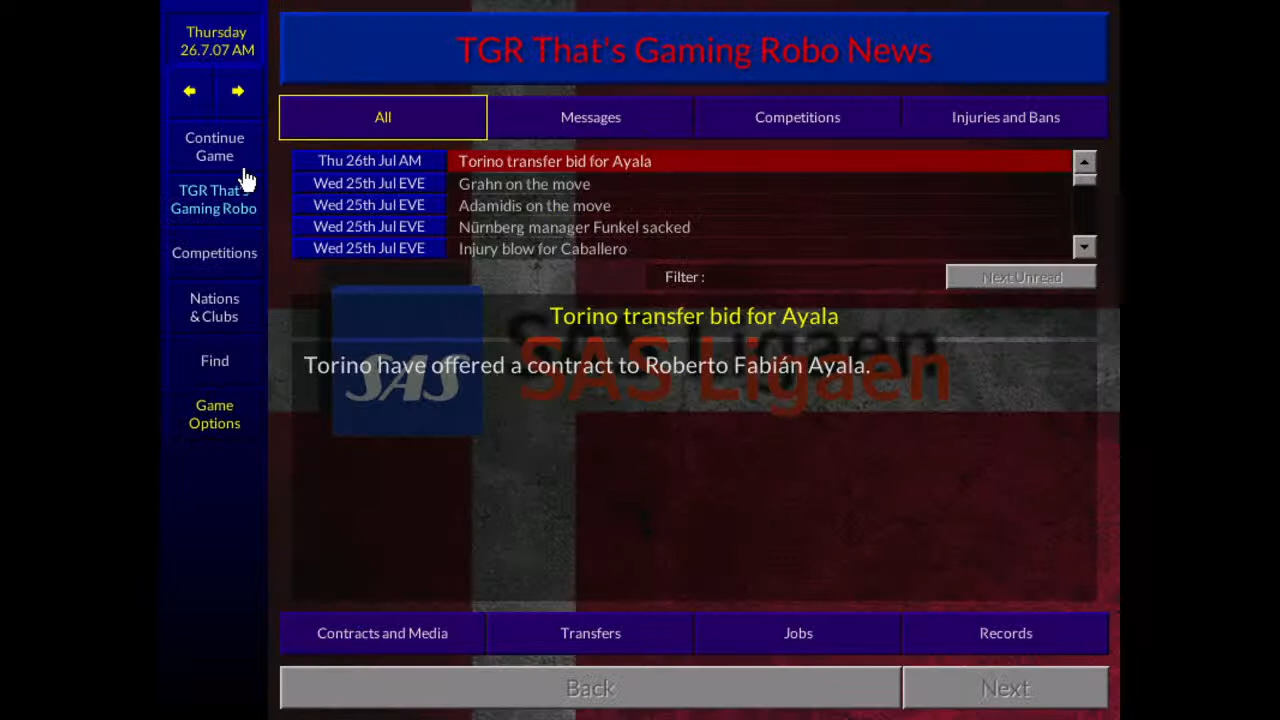 Thursday
26.7.07 AM
Continue
Game
TGR That's
Gaming Robo
Competitions
Nations
& Clubs
Find
Game
Options
TGR That's Gaming Robo News
All
Messages
Competitions
Injuries and Bans
Thu 26th Jul AM Torino transfer bid for Ayala
Wed 25th Jul EVE Grahn on the move
Wed 25th Jul EVE Adamidis on the move
Wed 25th Jul EVE Nürnberg manager Funkel sacked
Wed 25th Jul EVE Injury blow for Caballero
Filter :
Next Unread
Torino transfer bid for Ayala
Torino have offered a contract to Roberto Fabián Ayala.
SAS
SAS Ligaen
Contracts and Media
Transfers
Jobs
Records
Back
Next